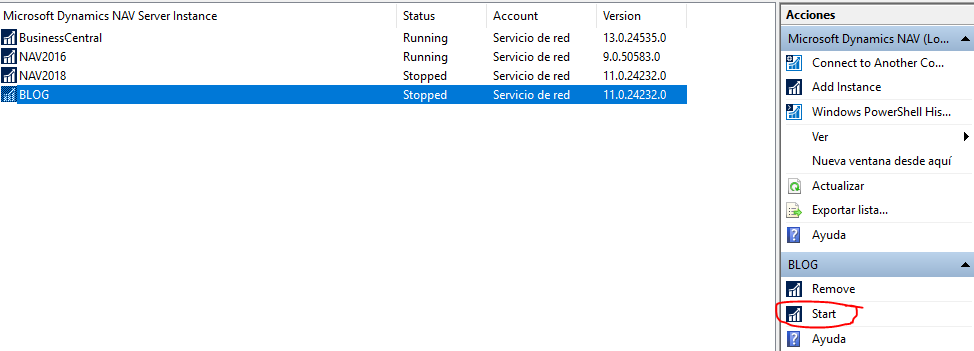 Microsoft Dynamics NAV Server Instance Status Account Version
BusinessCentral Running Servicio de red 13.0.24535.0
NAV2016 Running Servicio de red 9.0.50583.0
NAV2018 Stopped Servicio de red 11.0.24232.0
BLOG Stopped Servicio de red 11.0.24232.0
Acciones
Microsoft Dynamics NAV (Lo...
Connect to Another Co...
Add Instance
Windows PowerShell His...
Ver
Nueva ventana desde aquí
Actualizar
Exportar lista...
Ayuda
BLOG
Remove
Start
Ayuda